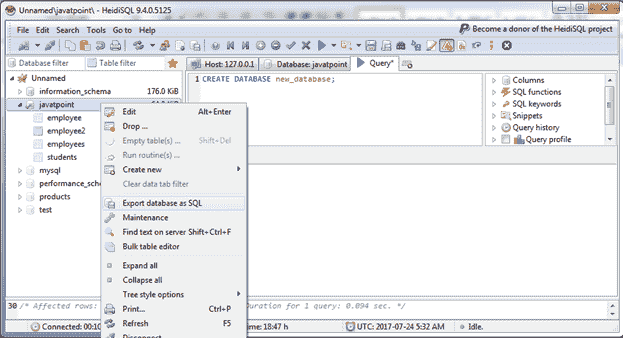 Unnamed\javatpoint\ - HeidiSQL 9.4.0.5125
File Edit Search Tools Go to Help
Become a donor of the HeidiSQL project
Database filter Table filter
Host: 127.0.0.1 Database: javatpoint Query*
Unnamed
information_schema 176.0 KiB
javatpoint
employee
employee2
employees
students
mysql
performance_sche
products
test
1 CREATE DATABASE new_database;
Columns
SQL functions
SQL keywords
Snippets
Query history
Query profile
Edit Alt+Enter
Drop ...
Empty table(s) ... Shift+Del
Run routine(s) ...
Create new
Clear data tab filter
Export database as SQL
Maintenance
Find text on server Shift+Ctrl+F
Bulk table editor
Expand all
Collapse all
Tree style options
Print... Ctrl+P
Refresh F5
Disconnect
30 /* Affected rows: Duration for 1 query: 0.094 sec. */
Connected: 00:10 me: 18:47 h UTC: 2017-07-24 5:32 AM Idle.